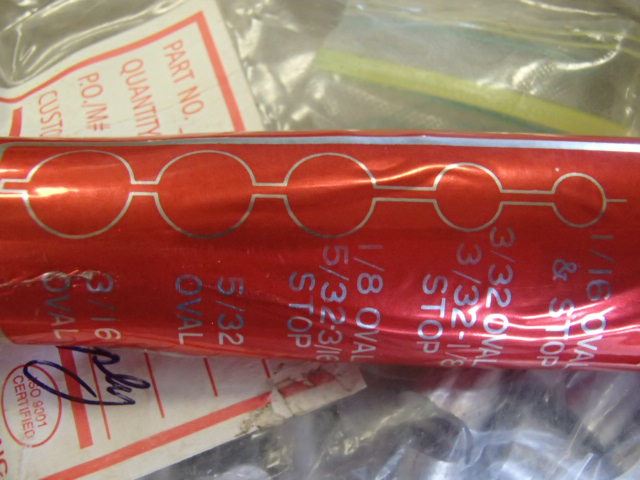 PART NO.
QUANTITY
P.O./M#
CUSTO
3/16
OVAL
5/32
OVAL
1/8 OVAL
5/32-3/16
STOP
3/32 OVAL
3/32-1/8
STOP
1/16 OVAL
& STOP
ISO 9001
CERTIFIED